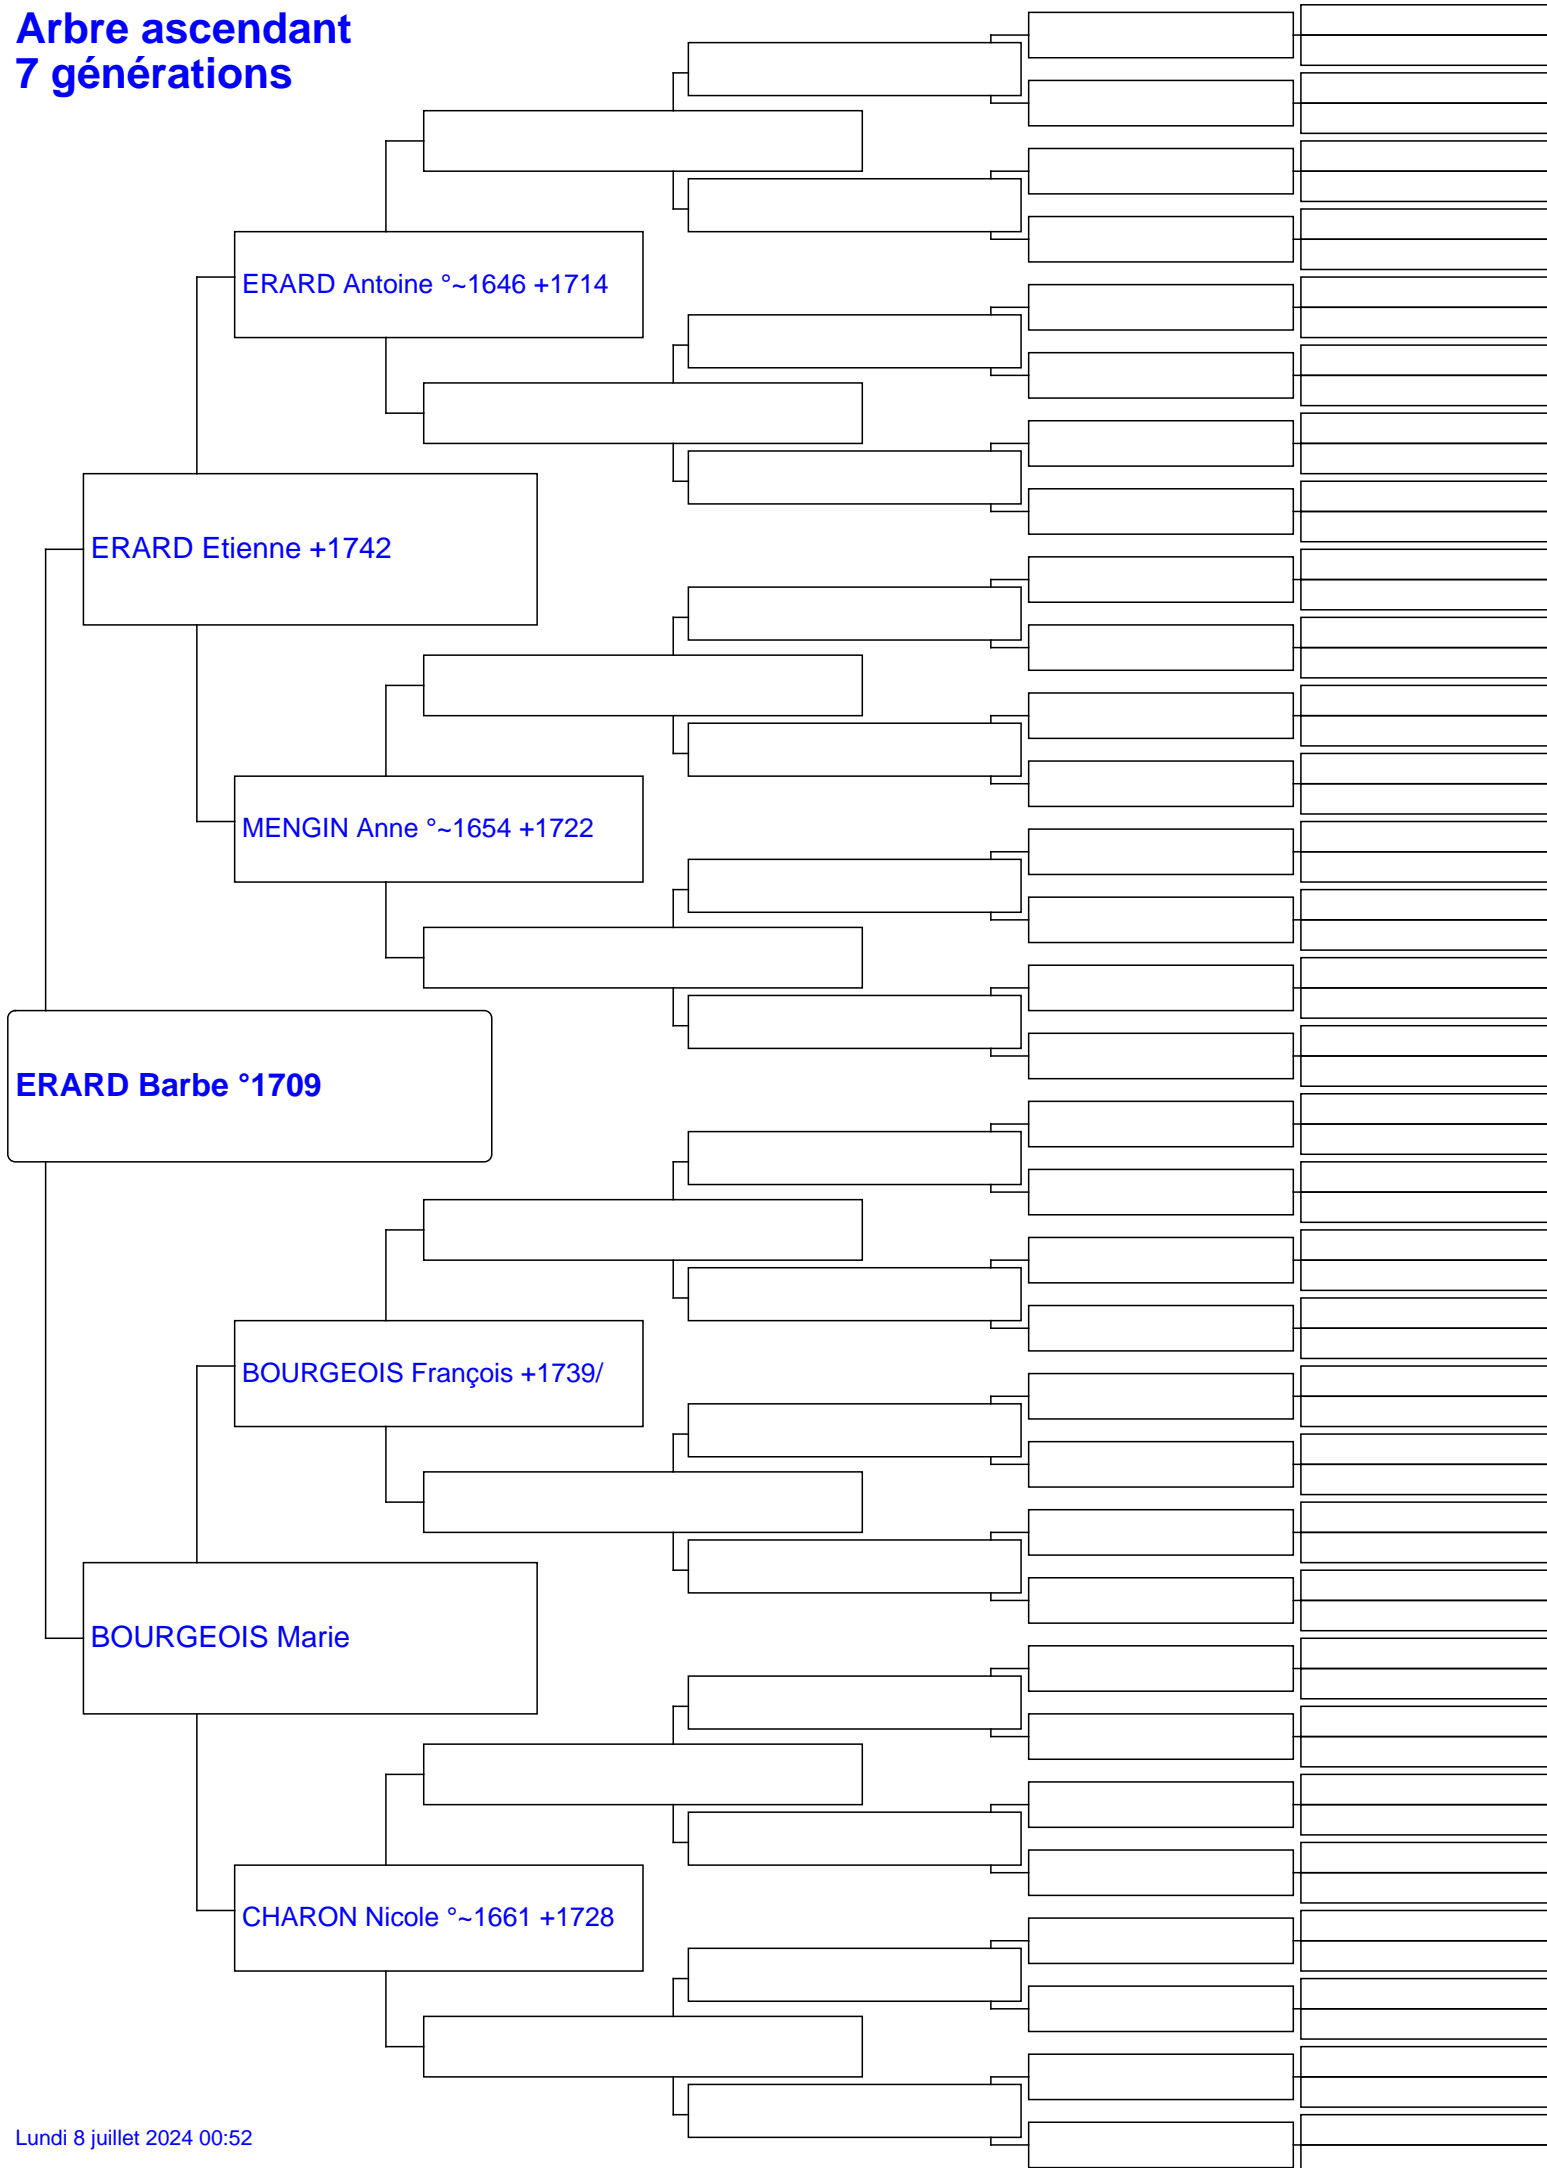 Arbre ascendant
7 générations
ERARD Antoine °~1646 +1714
ERARD Etienne +1742
MENGIN Anne °~1654 +1722
ERARD Barbe °1709
BOURGEOIS François +1739/
BOURGEOIS Marie
CHARON Nicole °~1661 +1728
Lundi 8 juillet 2024 00:52